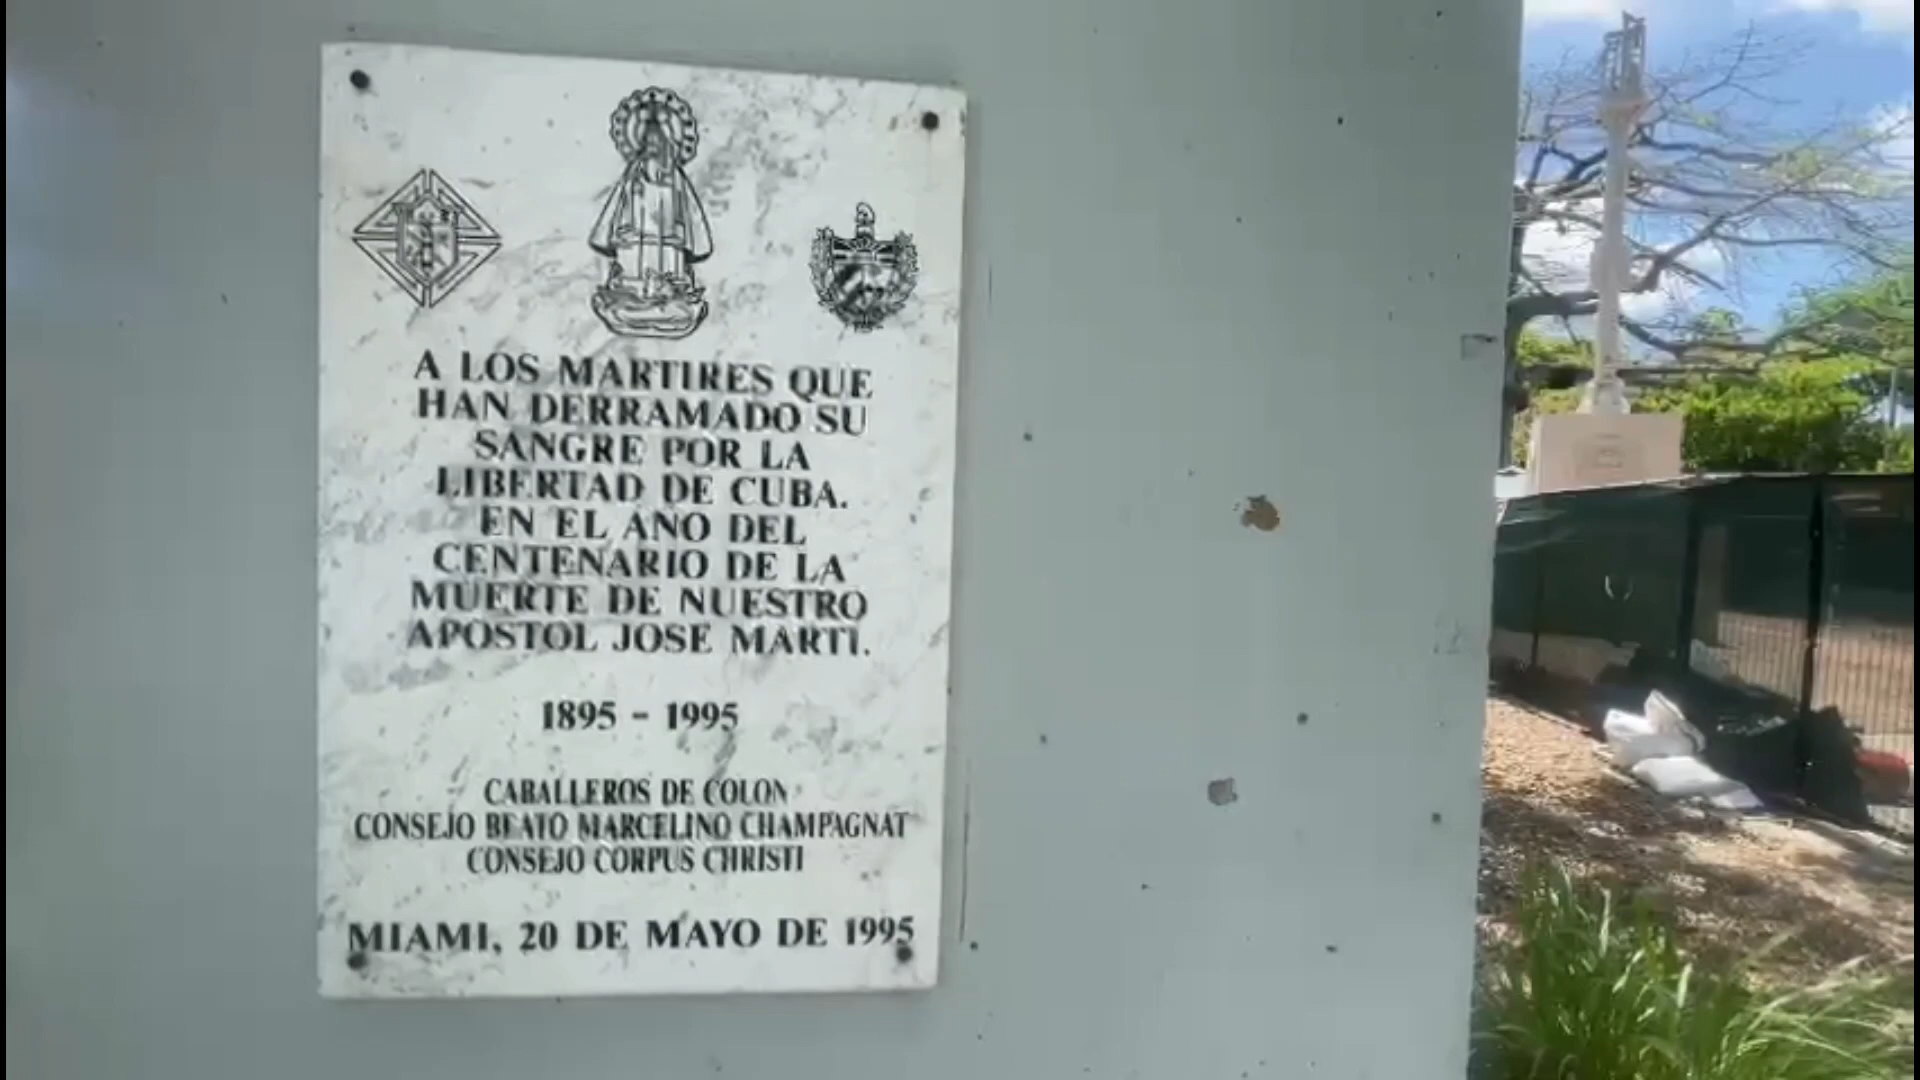 A LOS MARTIRES QUE
HAN DERRAMADO SU
SANGRE POR LA
LIBERTAD DE CUBA.
EN EL ANO DEL
CENTENARIO DE LA
MUERTE DE NUESTRO
APOSTOL JOSE MARTI.
1895 - 1995
CABALLEROS DE COLON
CONSEJO BEATO MARCELINO CHAMPAGNAT
CONSEJO CORPUS CHRISTI
MIAMI, 20 DE MAYO DE 1995